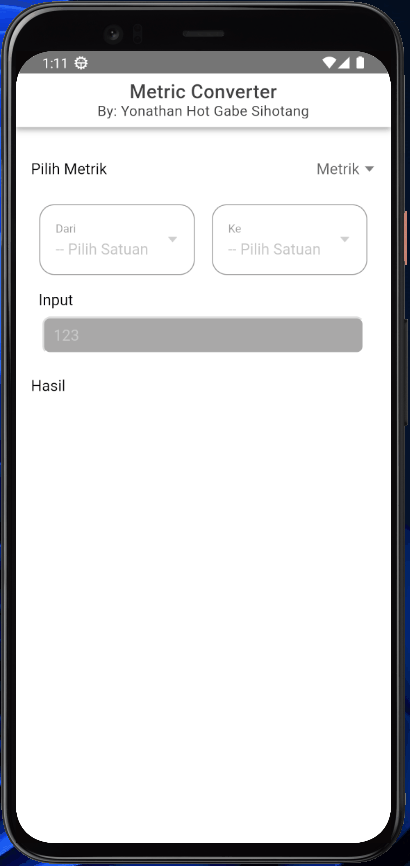 1:11
Metric Converter
By: Yonathan Hot Gabe Sihotang
Pilih Metrik Metrik
Dari Ke
-- Pilih Satuan -- Pilih Satuan
Input
123
Hasil